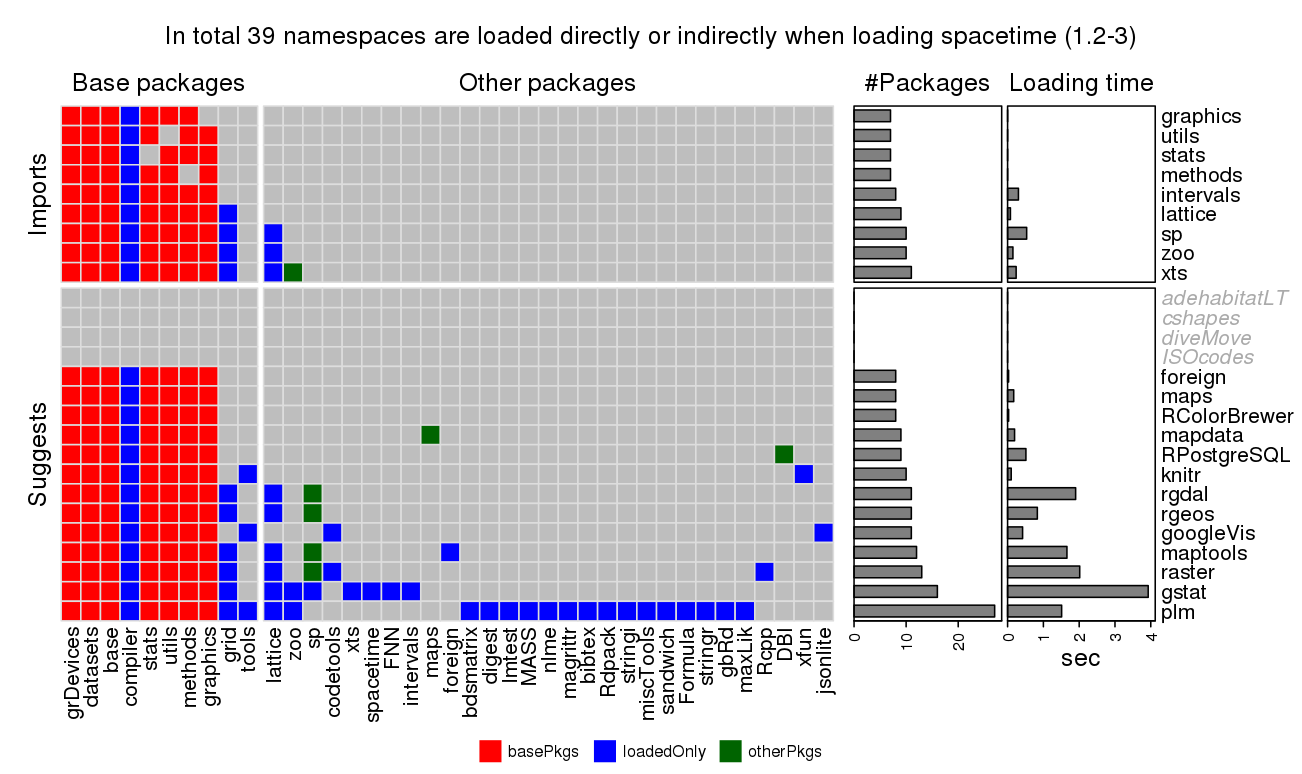 In total 39 namespaces are loaded directly or indirectly when loading spacetime (1.2-3)
Base packages
Other packages
#Packages
Loading time
Imports
graphics
utils
stats
methods
intervals
lattice
sp
zoo
xts
Suggests
adehabitatLT
cshapes
diveMove
ISOcodes
foreign
maps
RColorBrewer
mapdata
RPostgreSQL
knitr
rgdal
rgeos
googleVis
maptools
raster
gstat
plm
grDevices
datasets
base
compiler
stats
utils
methods
graphics
grid
tools
lattice
zoo
sp
codetools
xts
spacetime
FNN
intervals
maps
foreign
bdsmatrix
digest
lmtest
MASS
nlme
magrittr
bibtex
Rdpack
stringi
miscTools
sandwich
Formula
stringr
gbRd
maxLik
Rcpp
DBI
xfun
jsonlite
0 10 20
0 1 2 3 4
sec
basePkgs loadedOnly otherPkgs